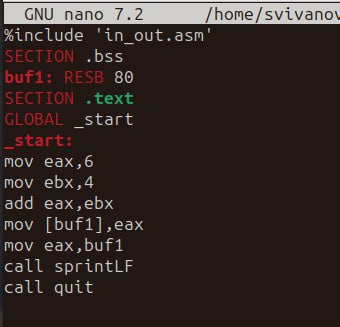 GNU nano 7.2 /home/svivanov
%include 'in_out.asm'
SECTION .bss
buf1: RESB 80
SECTION .text
GLOBAL _start
_start:
mov eax,6
mov ebx,4
add eax,ebx
mov [buf1],eax
mov eax,buf1
call sprintLF
call quit